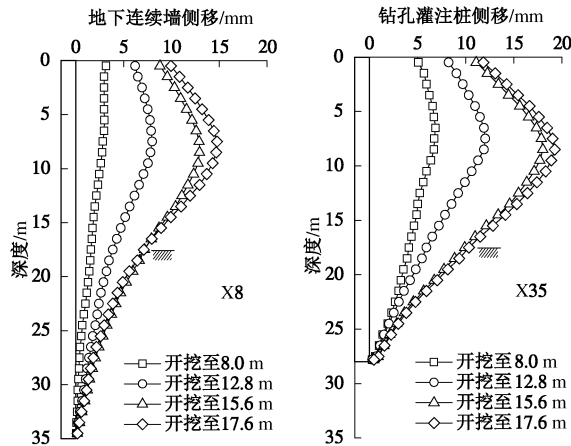 地下连续墙侧移/mm
0 5 10 15 20
0
5
10
15
20
25
30
35
深度/m
X8
开挖至8.0 m
开挖至12.8 m
开挖至15.6 m
开挖至17.6 m
钻孔灌注桩侧移/mm
0 5 10 15 20
0
5
10
15
20
25
30
35
深度/m
X35
开挖至8.0 m
开挖至12.8 m
开挖至15.6 m
开挖至17.6 m